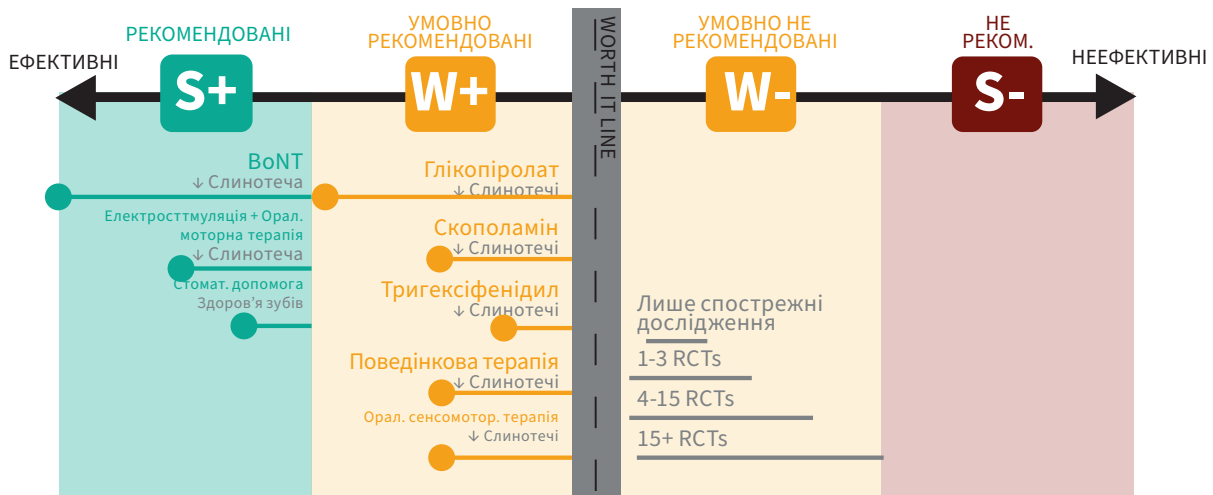 РЕКОМЕНДОВАНІ
УМОВНО
РЕКОМЕНДОВАНІ
УМОВНО НЕ
РЕКОМЕНДОВАНІ
НЕ
РЕКОМ.
ЕФЕКТИВНІ
НЕЕФЕКТИВНІ
S+
W+
WORTH IT LINE
W-
S-
BoNT
↓ Слинотеча
Електросттмуляція + Орал.
моторна терапія
↓ Слинотеча
Стомат. допомога
Здоров’я зубів
Глікопіролат
↓ Слинотечі
Скополамін
↓ Слинотечі
Тригексіфенідил
↓ Слинотечі
Поведінкова терапія
↓ Слинотечі
Орал. сенсомотор. терапія
↓ Слинотечі
Лише спострежні
дослідження
1-3 RCTs
4-15 RCTs
15+ RCTs